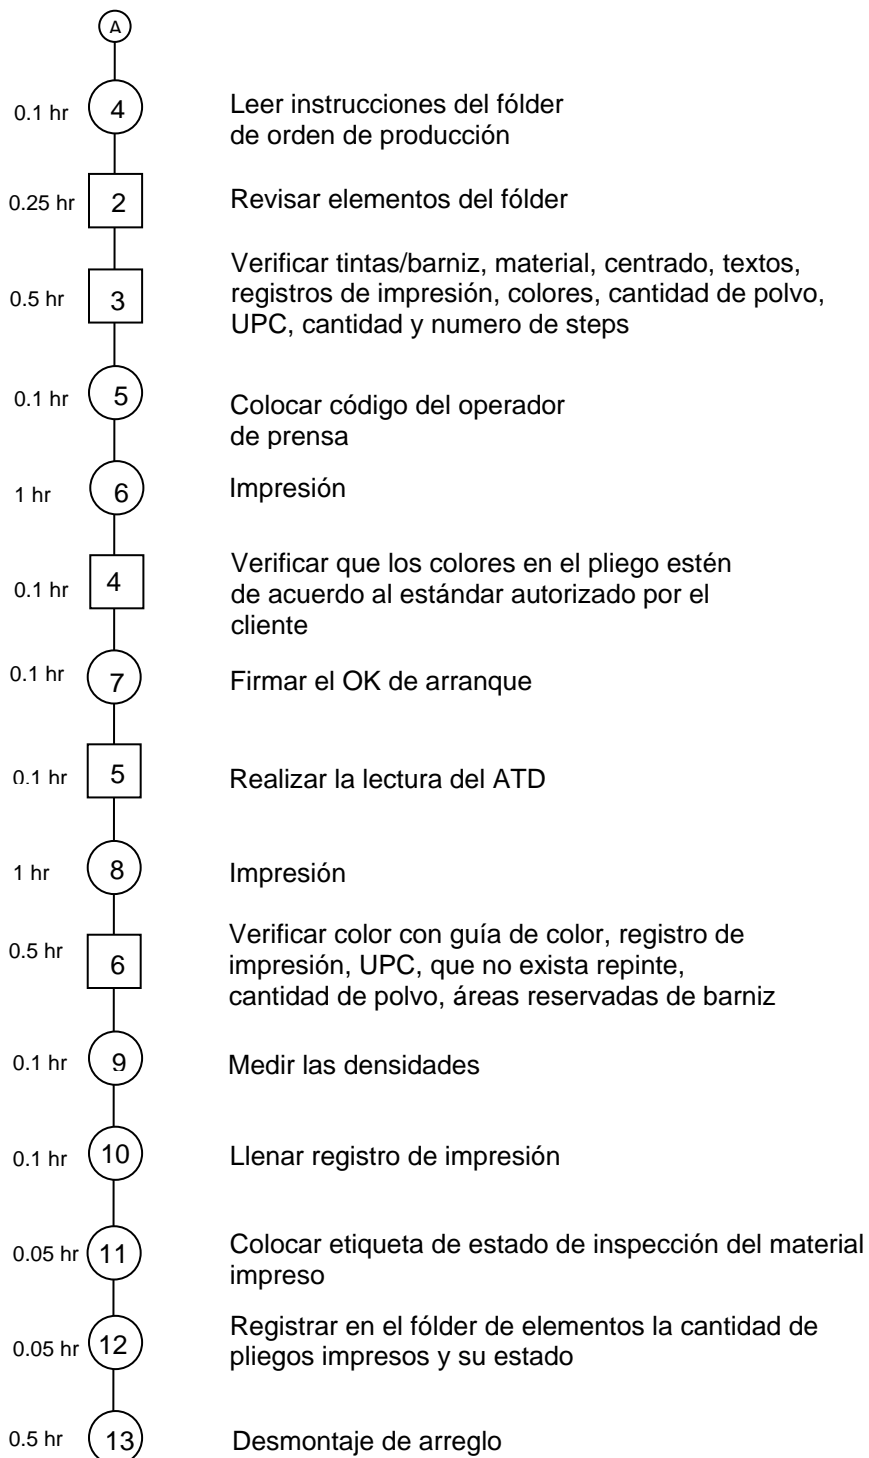 A
0.1 hr 4 Leer instrucciones del fólder
de orden de producción
0.25 hr 2 Revisar elementos del fólder
Verificar tintas/barniz, material, centrado, textos,
0.5 hr 3 registros de impresión, colores, cantidad de polvo,
UPC, cantidad y numero de steps
0.1 hr 5 Colocar código del operador
de prensa
1 hr 6 Impresión
Verificar que los colores en el pliego estén
0.1 hr 4 de acuerdo al estándar autorizado por el
cliente
0.1 hr 7 Firmar el OK de arranque
0.1 hr 5 Realizar la lectura del ATD
1 hr 8 Impresión
Verificar color con guía de color, registro de
0.5 hr 6 impresión, UPC, que no exista repinte,
cantidad de polvo, áreas reservadas de barniz
0.1 hr 9 Medir las densidades
0.1 hr 10 Llenar registro de impresión
0.05 hr 11 Colocar etiqueta de estado de inspección del material
impreso
Registrar en el fólder de elementos la cantidad de
0.05 hr 12 pliegos impresos y su estado
0.5 hr 13 Desmontaje de arreglo